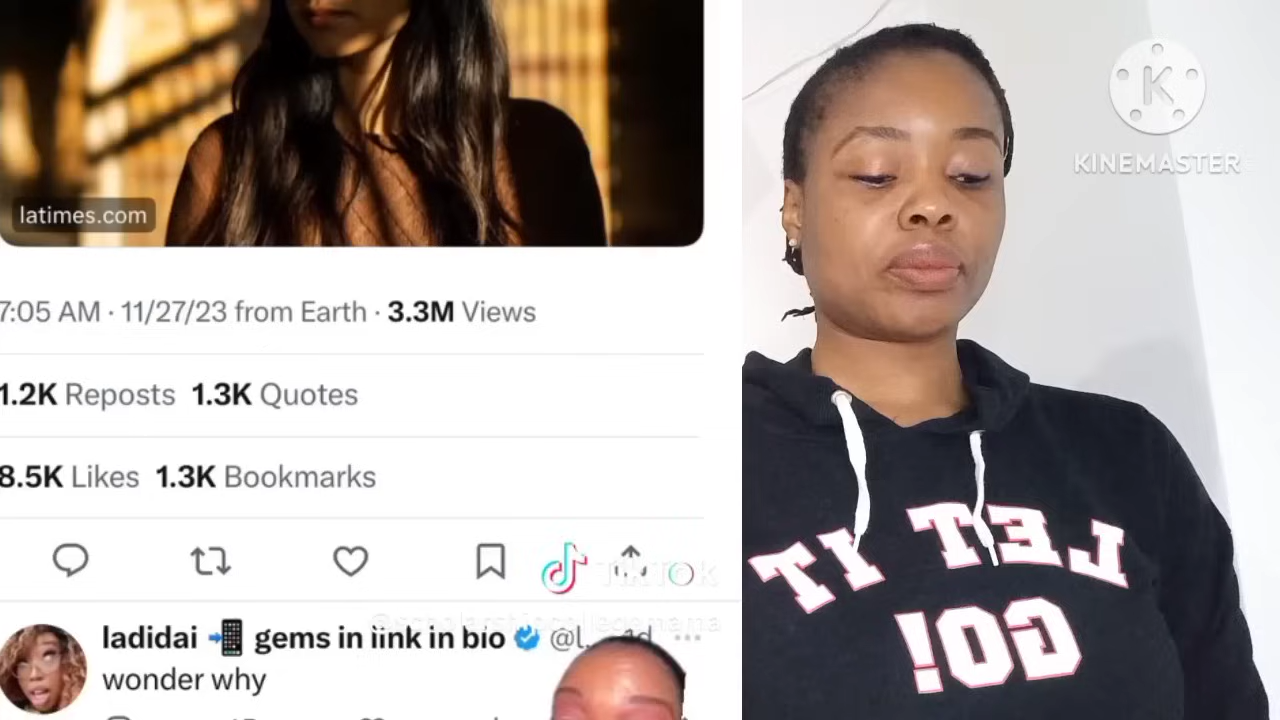 latimes.com
7:05 AM · 11/27/23 from Earth · 3.3M Views
1.2K Reposts 1.3K Quotes
8.5K Likes 1.3K Bookmarks
TikTok
@scholarshipcollegemama
ladidai 📲 gems in link in bio @l... 1d
wonder why
K
KINEMASTER
LET IT
GO!